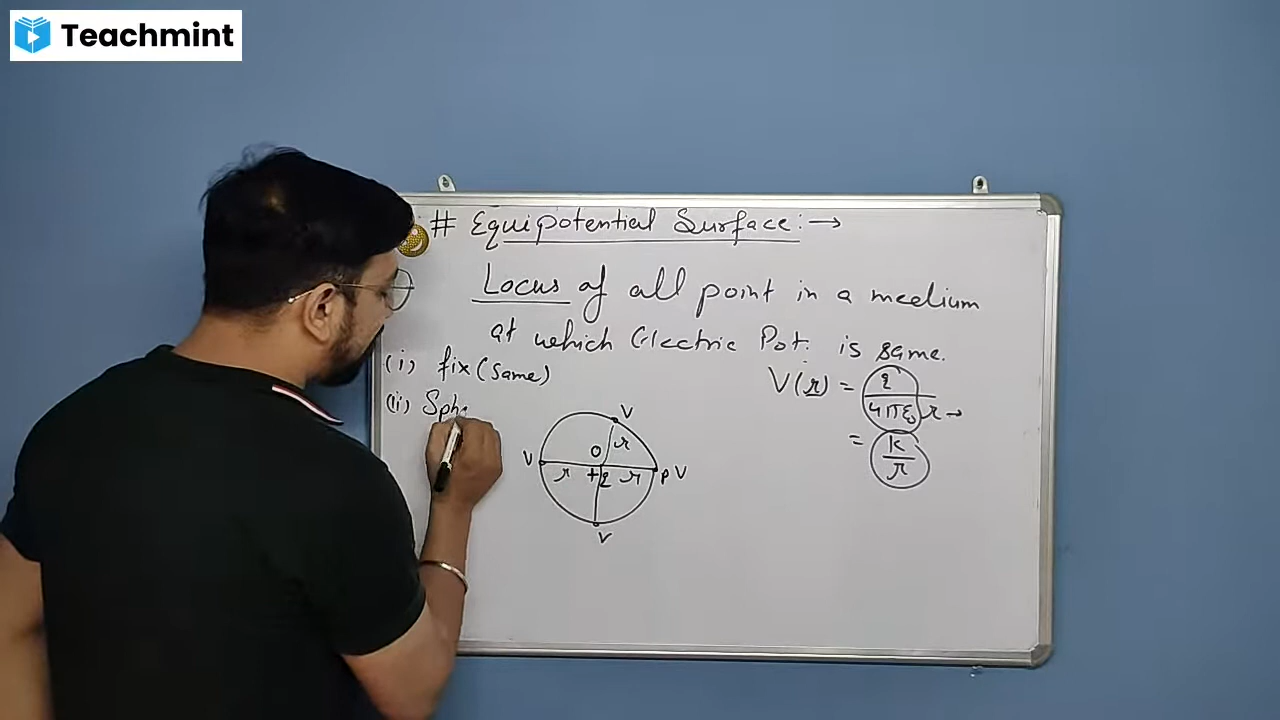 Teachmint
# Equipotential Surface:→
Locus of all point in a medium
at which Electric Pot. is same.
(i) fix (Same)
(ii) Sph
V(r) = q / 4πε₀ r →
= K / r
V
V
O
r
r
+q
r
P V
V